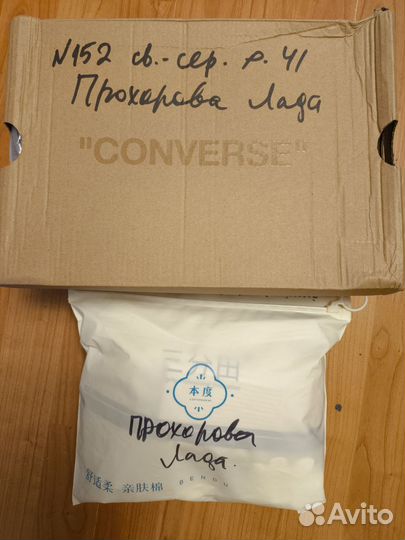 N152 св.-сер. р. 41
Прохорова Лада
"CONVERSE"
本度
BENDU
Прохорова
Лада.
舒适柔 亲肤棉
Avito